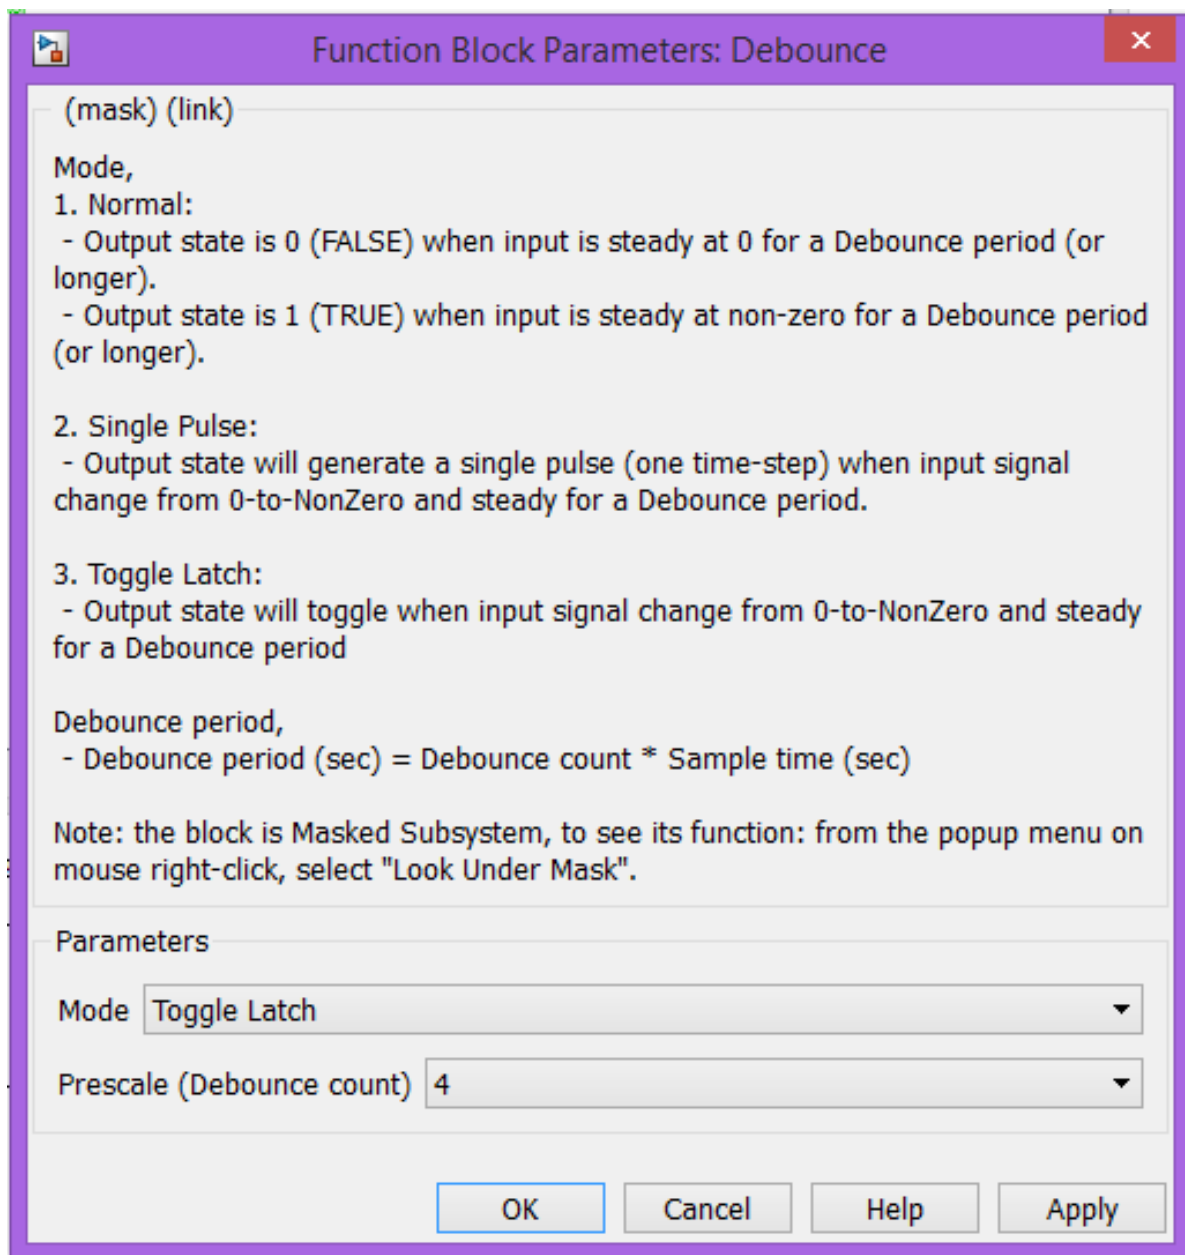 Function Block Parameters: Debounce
(mask) (link)
Mode,
1. Normal:
- Output state is 0 (FALSE) when input is steady at 0 for a Debounce period (or
longer).
- Output state is 1 (TRUE) when input is steady at non-zero for a Debounce period
(or longer).
2. Single Pulse:
- Output state will generate a single pulse (one time-step) when input signal
change from 0-to-NonZero and steady for a Debounce period.
3. Toggle Latch:
- Output state will toggle when input signal change from 0-to-NonZero and steady
for a Debounce period
Debounce period,
- Debounce period (sec) = Debounce count * Sample time (sec)
Note: the block is Masked Subsystem, to see its function: from the popup menu on
mouse right-click, select "Look Under Mask".
Parameters
Mode Toggle Latch
Prescale (Debounce count) 4
OK Cancel Help Apply